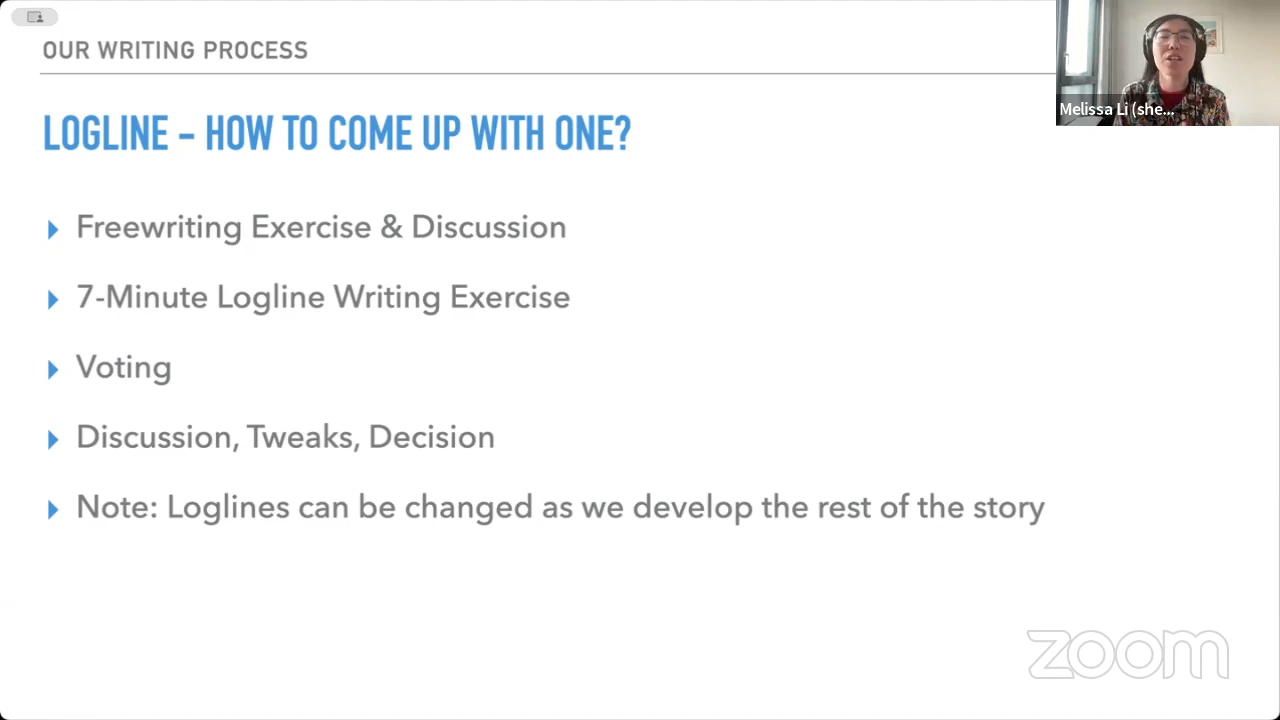 OUR WRITING PROCESS
Melissa Li (she...
LOGLINE - HOW TO COME UP WITH ONE?
Freewriting Exercise & Discussion
7-Minute Logline Writing Exercise
Voting
Discussion, Tweaks, Decision
Note: Loglines can be changed as we develop the rest of the story
zoom